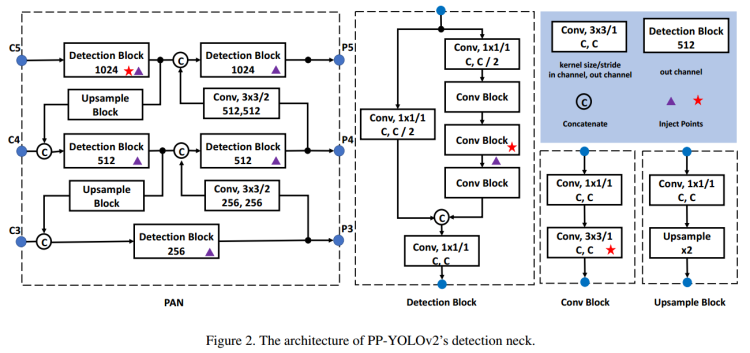 C5
Detection Block
1024
C
Detection Block
1024
P5
Upsample
Block
Conv, 3x3/2
512,512
C4
C
Detection Block
512
C
Detection Block
512
P4
Upsample
Block
Conv, 3x3/2
256, 256
C3
C
Detection Block
256
P3
PAN
Conv, 1x1/1
C, C / 2
Conv Block
Conv, 1x1/1
C, C / 2
Conv Block
Conv Block
C
Conv, 1x1/1
C, C
Detection Block
Conv, 3x3/1
C, C
kernel size/stride
in channel, out channel
Detection Block
512
out channel
C
Concatenate
Inject Points
Conv, 1x1/1
C, C
Conv, 3x3/1
C, C
Conv Block
Conv, 1x1/1
C, C
Upsample
x2
Upsample Block
Figure 2. The architecture of PP-YOLOv2's detection neck.